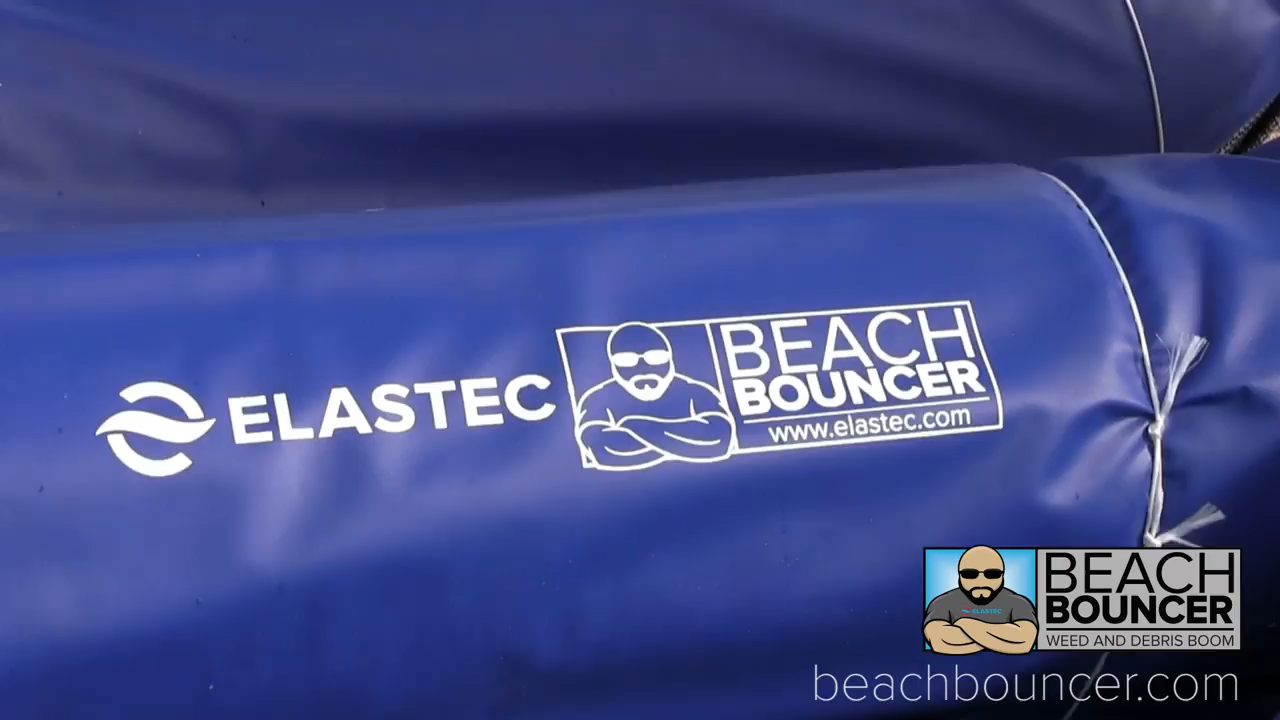 ELASTEC
BEACH
BOUNCER
www.elastec.com
ELASTEC
BEACH
BOUNCER
WEED AND DEBRIS BOOM
beachbouncer.com